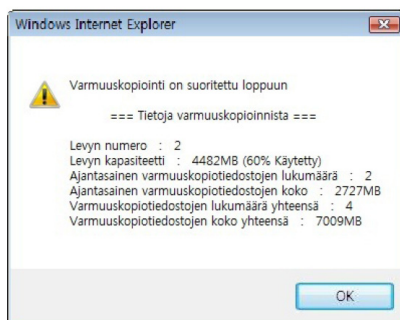 Windows Internet Explorer
Varmuuskopiointi on suoritettu loppuun
=== Tietoja varmuuskopioinnista ===
Levyn numero : 2
Levyn kapasiteetti : 4482MB (60% Käytetty)
Ajantasainen varmuuskopiotiedostojen lukumäärä : 2
Ajantasainen varmuuskopiotiedostojen koko : 2727MB
Varmuuskopiotiedostojen lukumäärä yhteensä : 4
Varmuuskopiotiedostojen koko yhteensä : 7009MB
OK